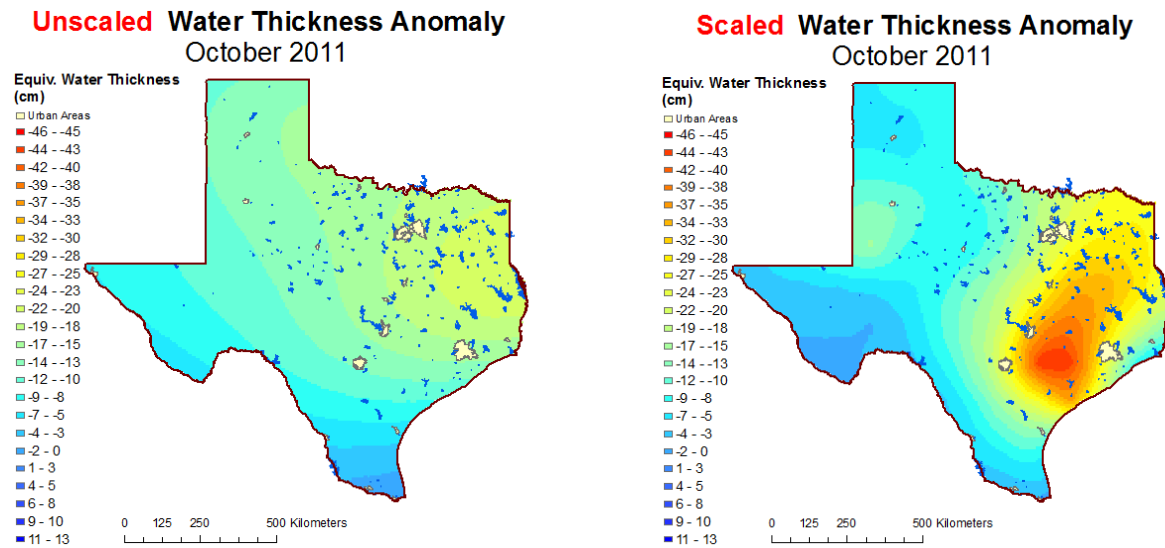 Unscaled Water Thickness Anomaly
October 2011
Equiv. Water Thickness
(cm)
Urban Areas
-46 - -45
-44 - -43
-42 - -40
-39 - -38
-37 - -35
-34 - -33
-32 - -30
-29 - -28
-27 - -25
-24 - -23
-22 - -20
-19 - -18
-17 - -15
-14 - -13
-12 - -10
-9 - -8
-7 - -5
-4 - -3
-2 - 0
1 - 3
4 - 5
6 - 8
9 - 10
11 - 13
0 125 250 500 Kilometers
Scaled Water Thickness Anomaly
October 2011
Equiv. Water Thickness
(cm)
Urban Areas
-46 - -45
-44 - -43
-42 - -40
-39 - -38
-37 - -35
-34 - -33
-32 - -30
-29 - -28
-27 - -25
-24 - -23
-22 - -20
-19 - -18
-17 - -15
-14 - -13
-12 - -10
-9 - -8
-7 - -5
-4 - -3
-2 - 0
1 - 3
4 - 5
6 - 8
9 - 10
11 - 13
0 125 250 500 Kilometers